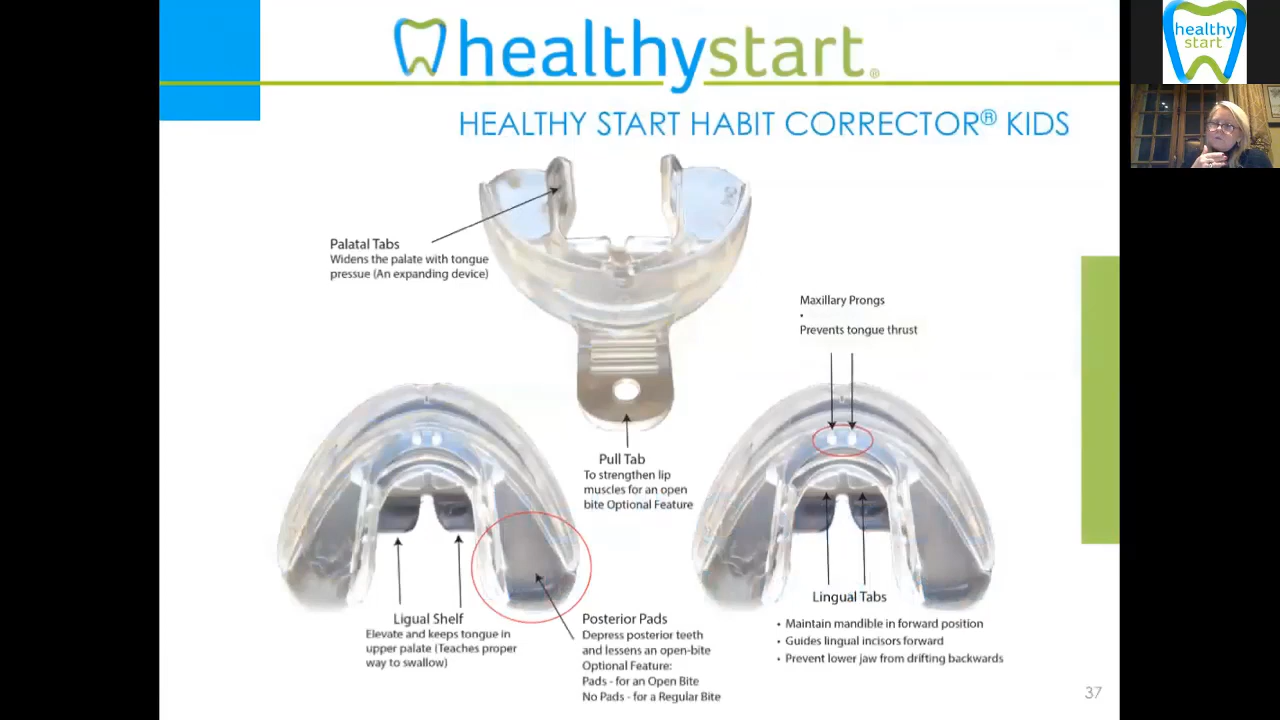 healthystart®
healthy
start
HEALTHY START HABIT CORRECTOR® KIDS
Palatal Tabs
Widens the palate with tongue
pressue (An expanding device)
Maxillary Prongs
•
Prevents tongue thrust
Pull Tab
To strengthen lip
muscles for an open
bite Optional Feature
Ligual Shelf
Elevate and keeps tongue in
upper palate (Teaches proper
way to swallow)
Posterior Pads
Depress posterior teeth
and lessens an open-bite
Optional Feature:
Pads - for an Open Bite
No Pads - for a Regular Bite
Lingual Tabs
• Maintain mandible in forward position
• Guides lingual incisors forward
• Prevent lower jaw from drifting backwards
37